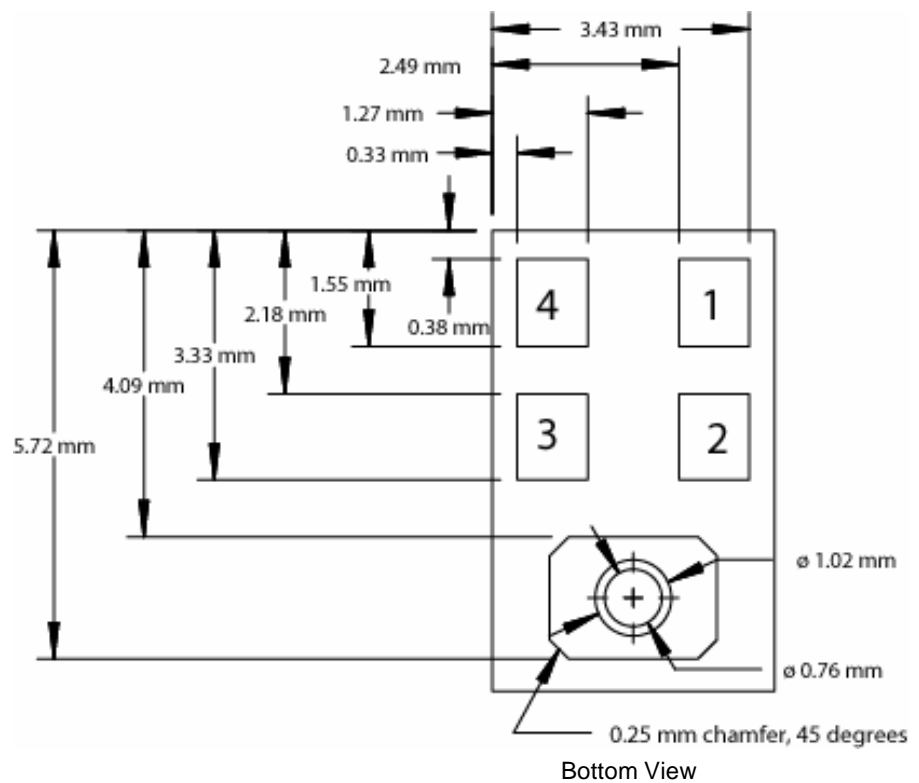 3.43 mm
2.49 mm
1.27 mm
0.33 mm
1.55 mm
4
1
2.18 mm
0.38 mm
3.33 mm
4.09 mm
3
2
5.72 mm
ø 1.02 mm
ø 0.76 mm
0.25 mm chamfer, 45 degrees
Bottom View